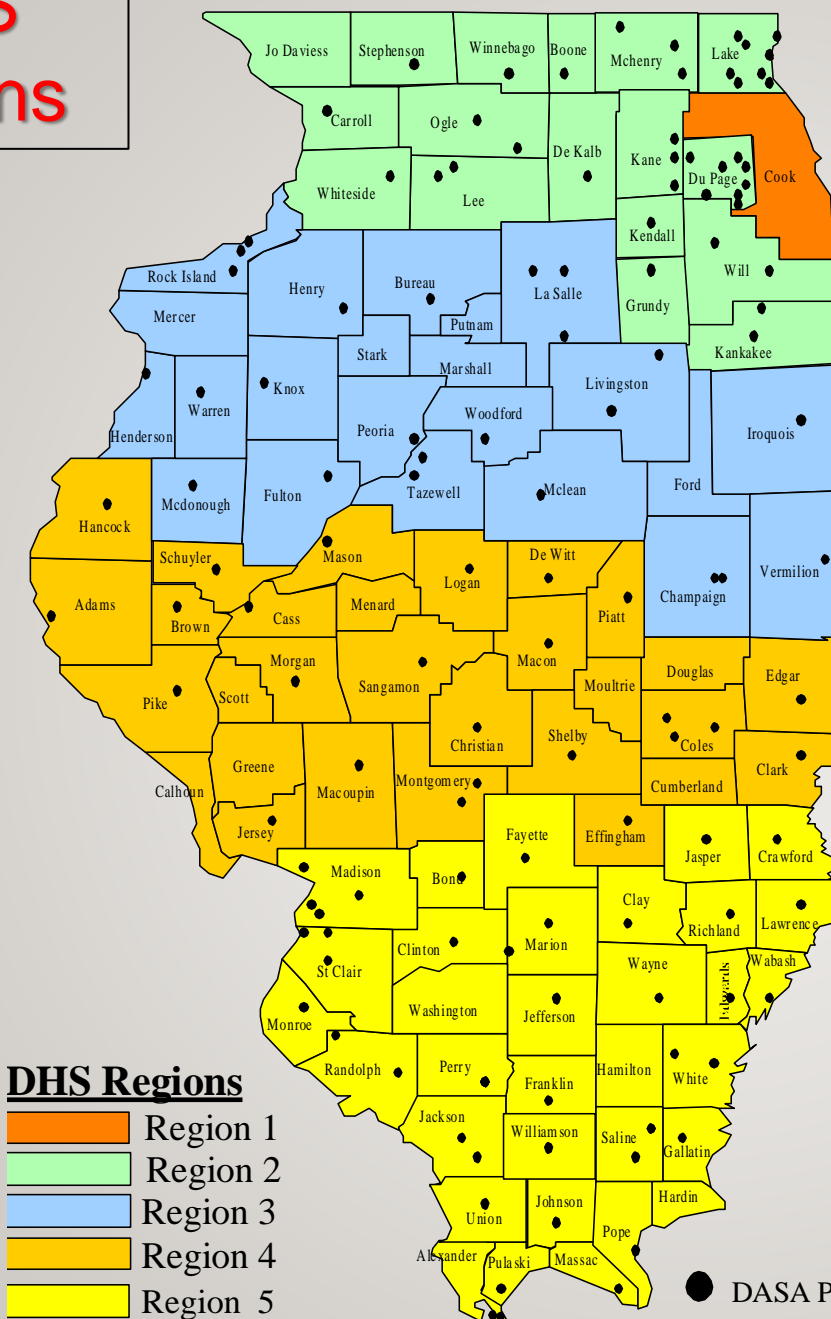 Jo Daviess
Stephenson
Winnebago
Boone
Mchenry
Lake
Carroll
Ogle
De Kalb
Kane
Du Page
Cook
Whiteside
Lee
Kendall
Will
Rock Island
Henry
Bureau
La Salle
Grundy
Mercer
Putnam
Kankakee
Stark
Marshall
Henderson
Warren
Knox
Peoria
Woodford
Livingston
Iroquois
Hancock
Mcdonough
Fulton
Tazewell
Mclean
Ford
Schuyler
Mason
Logan
De Witt
Champaign
Vermilion
Adams
Brown
Cass
Menard
Piatt
Pike
Scott
Morgan
Sangamon
Macon
Moultrie
Douglas
Edgar
Christian
Shelby
Coles
Calhoun
Greene
Macoupin
Montgomery
Cumberland
Clark
Jersey
Effingham
Fayette
Jasper
Crawford
Madison
Bond
Clay
Richland
Lawrence
Clinton
Marion
St Clair
Wayne
Edwards
Wabash
Monroe
Washington
Jefferson
Randolph
Perry
Franklin
Hamilton
White
Jackson
Williamson
Saline
Gallatin
Union
Johnson
Pope
Hardin
Alexander
Pulaski
Massac
DHS Regions
Region 1
Region 2
Region 3
Region 4
Region 5
DASA P